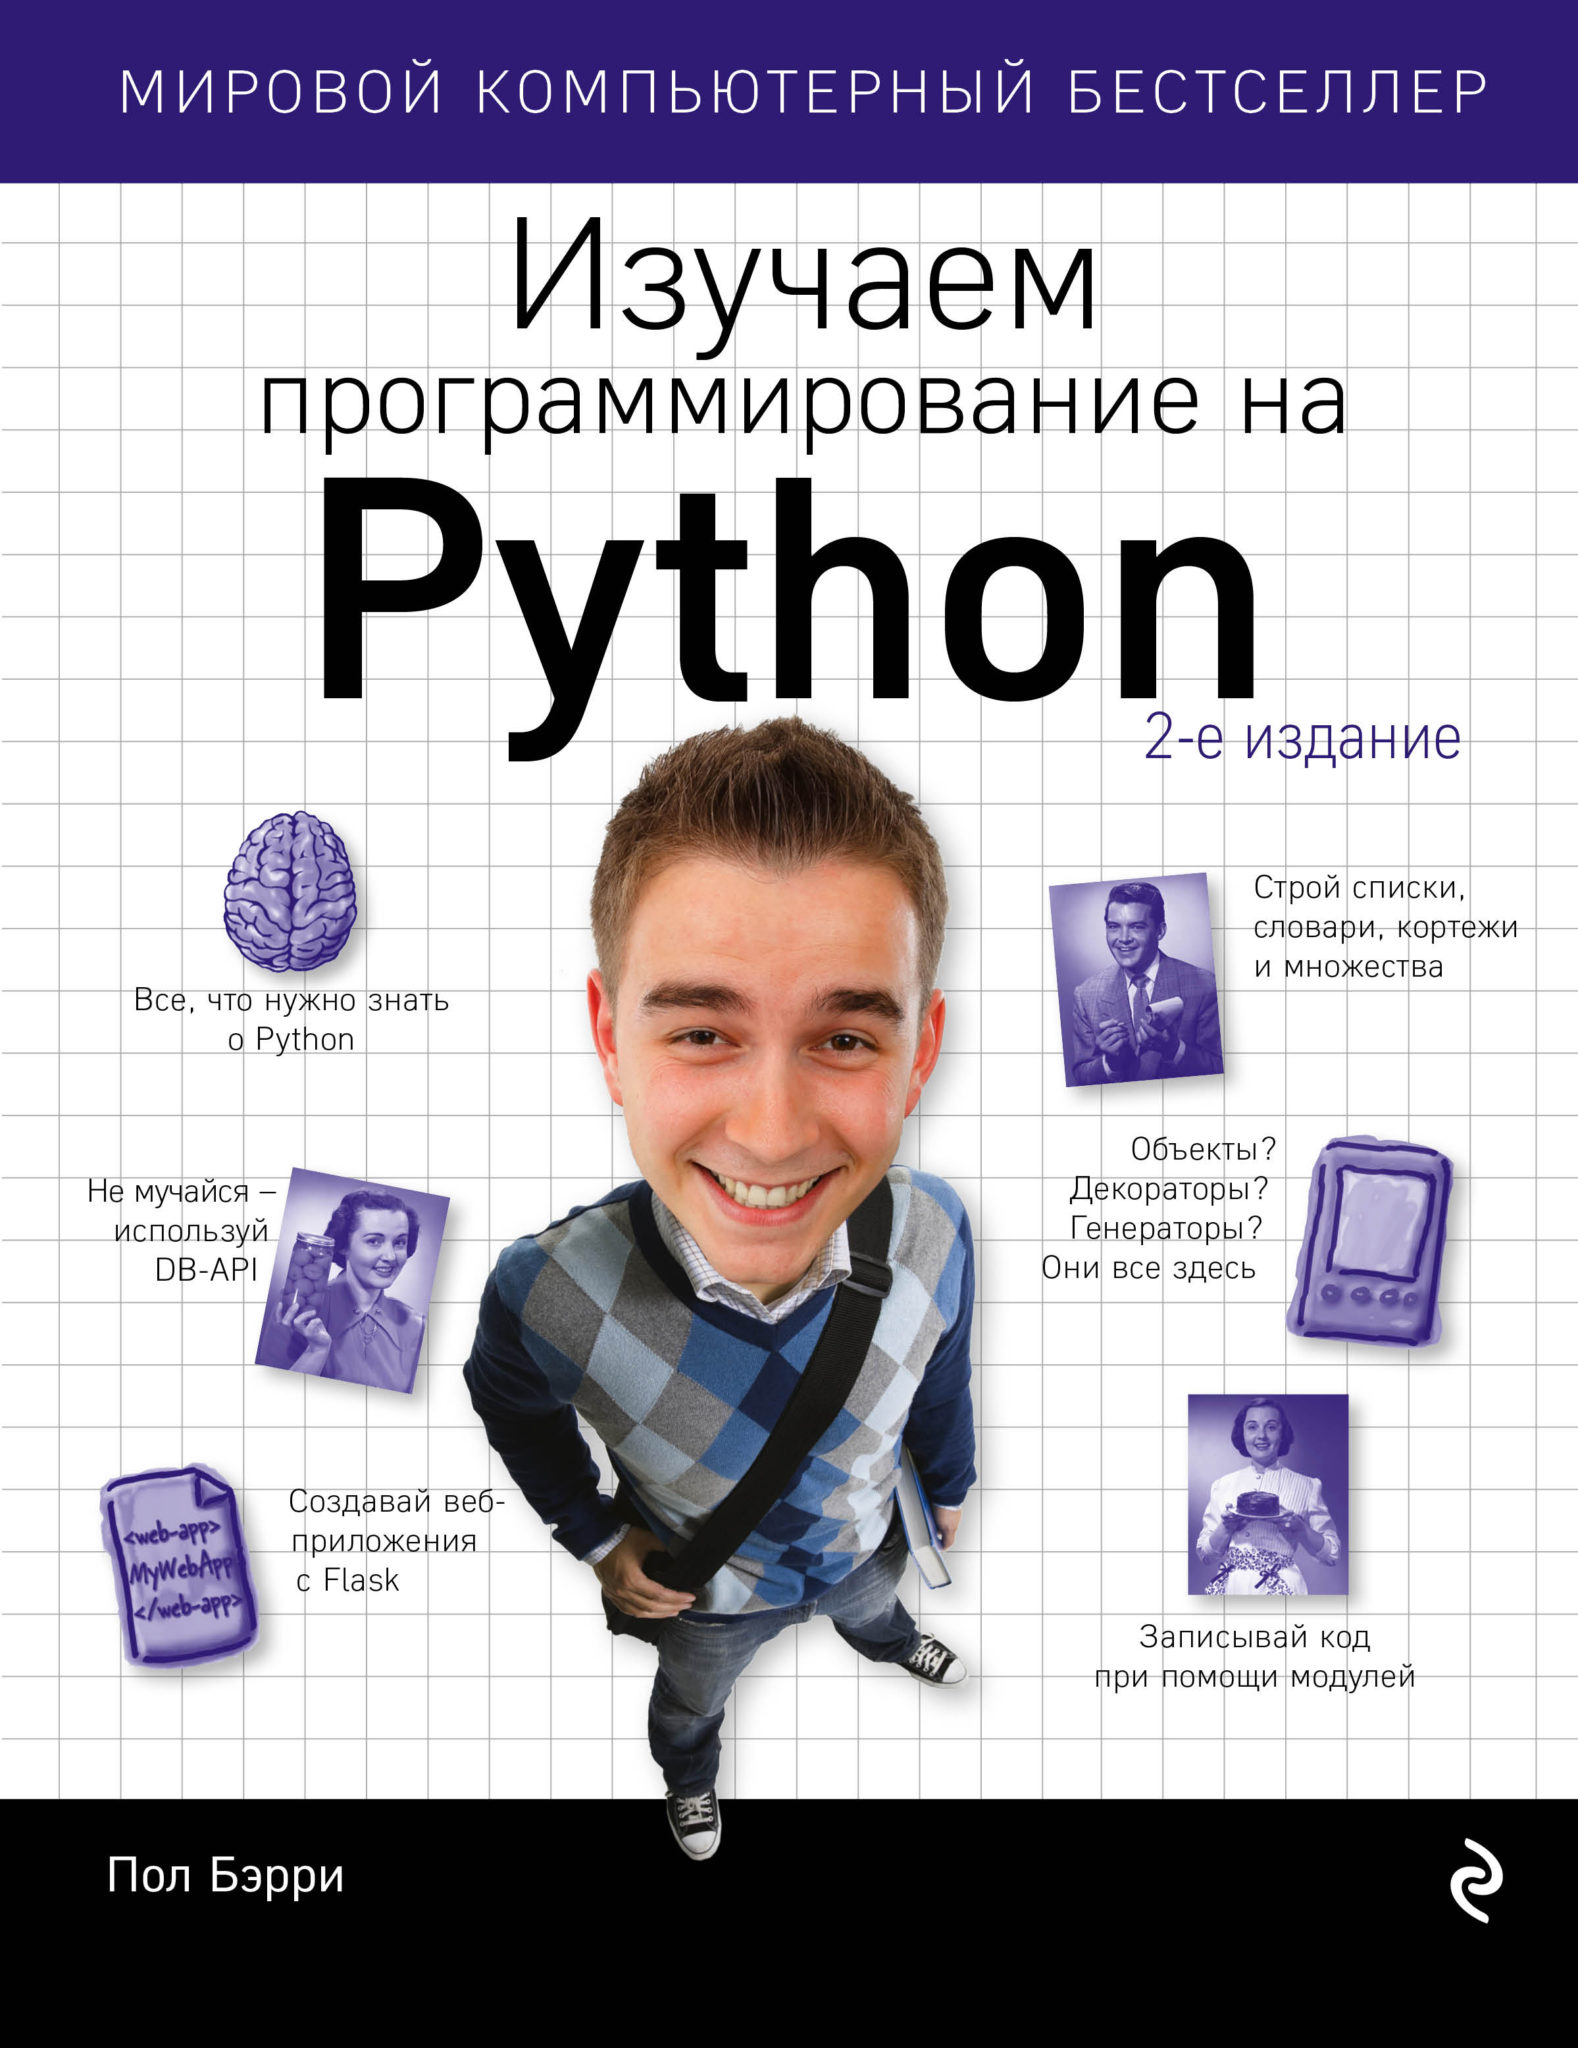 МИРОВОЙ КОМПЬЮТЕРНЫЙ БЕСТСЕЛЛЕР
Изучаем
программирование на
Python
2-е издание
Все, что нужно знать
о Python
Строй списки,
словари, кортежи
и множества
Не мучайся –
используй
DB-API
Объекты?
Декораторы?
Генераторы?
Они все здесь
<web-app>
MyWebApp
</web-app>
Создавай веб-
приложения
с Flask
Записывай код
при помощи модулей
Пол Бэрри